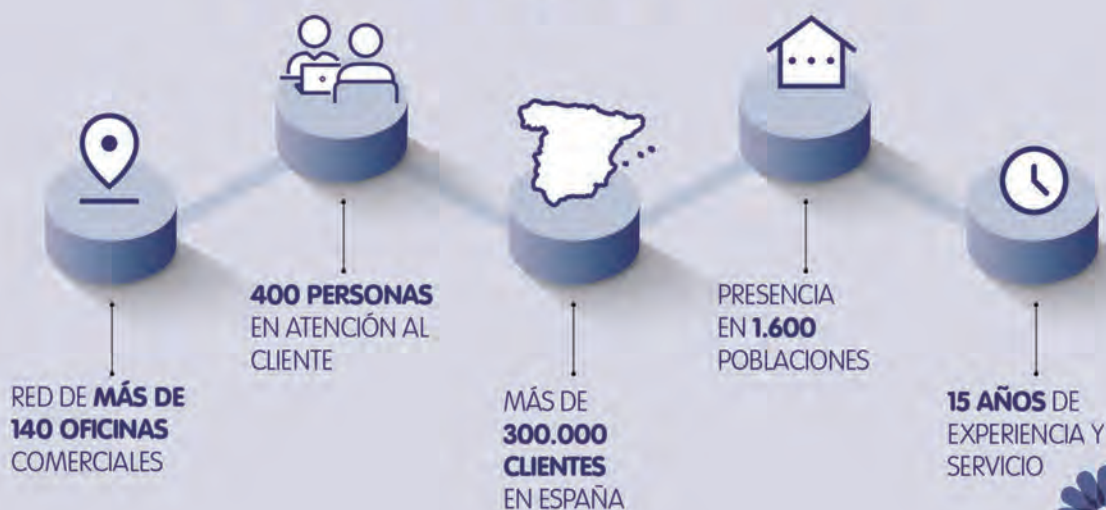 RED DE MÁS DE
140 OFICINAS
COMERCIALES
400 PERSONAS
EN ATENCIÓN AL
CLIENTE
MÁS DE
300.000
CLIENTES
EN ESPAÑA
PRESENCIA
EN 1.600
POBLACIONES
15 AÑOS DE
EXPERIENCIA Y
SERVICIO